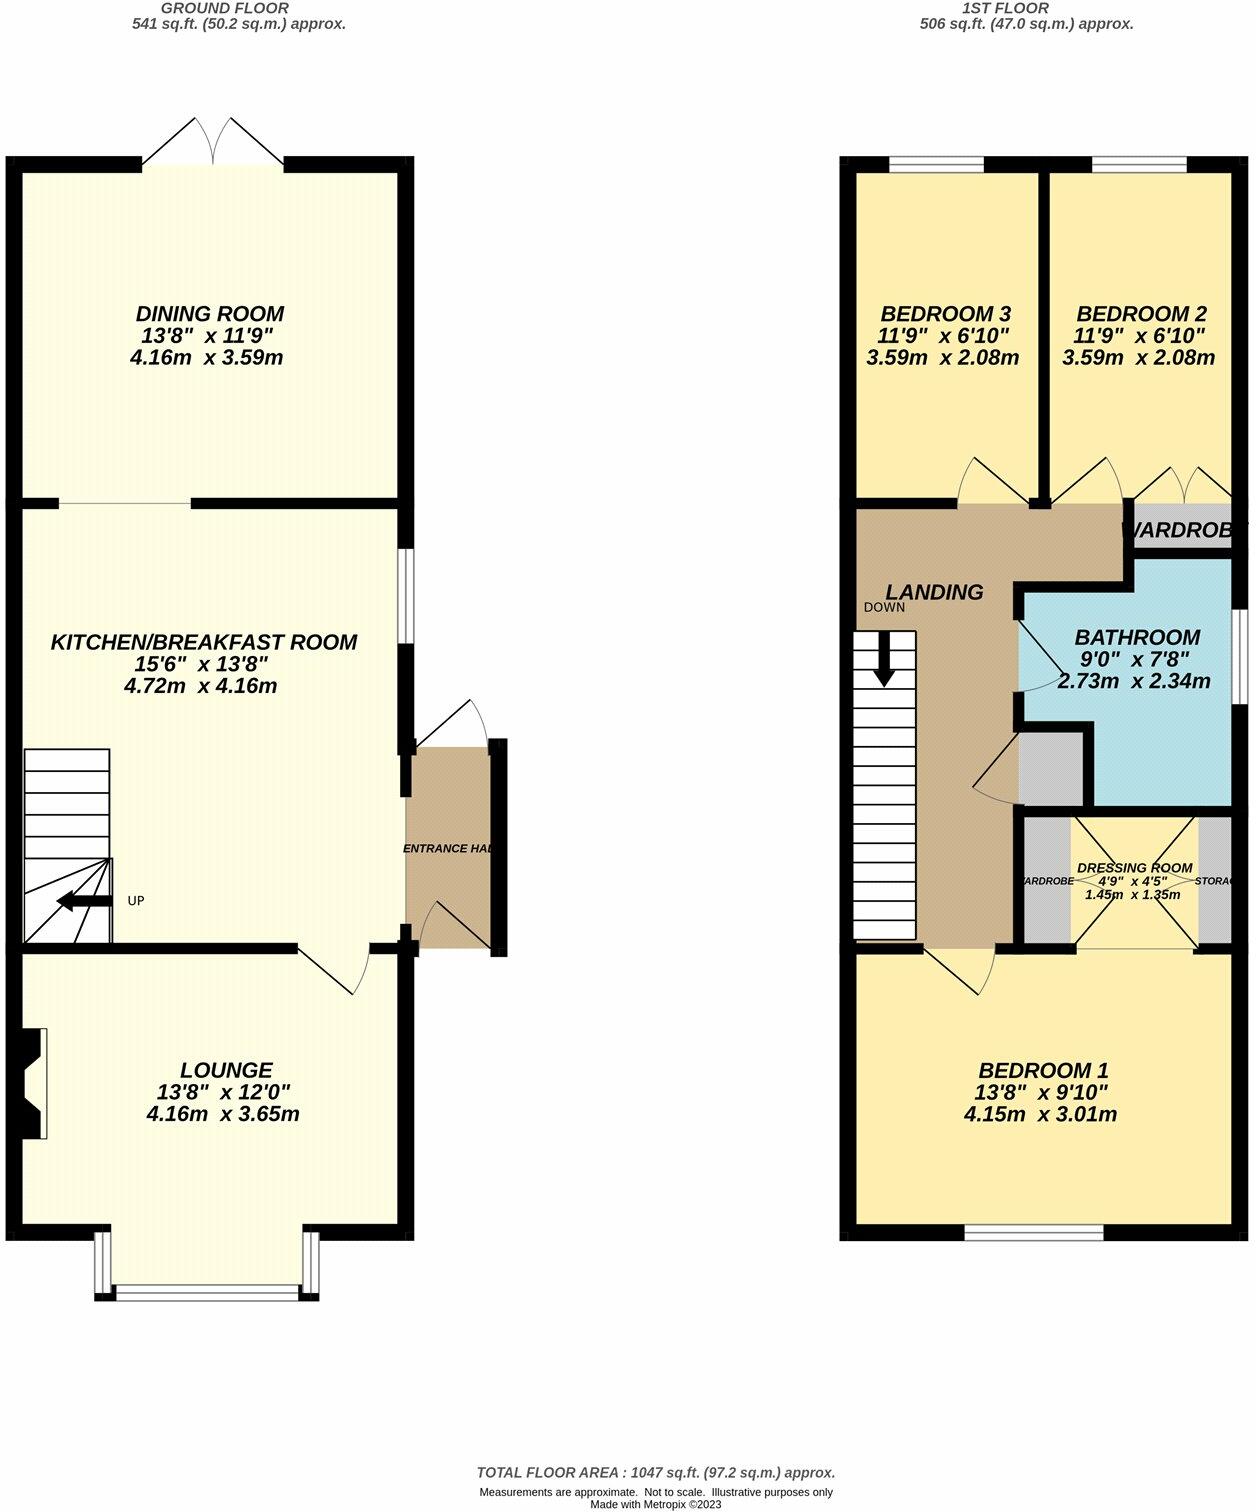 GROUND FLOOR
541 sq.ft. (50.2 sq.m.) approx.
1ST FLOOR
506 sq.ft. (47.0 sq.m.) approx.
DINING ROOM
13'8" x 11'9"
4.16m x 3.59m
KITCHEN/BREAKFAST ROOM
15'6" x 13'8"
4.72m x 4.16m
UP
ENTRANCE HAL
LOUNGE
13'8" x 12'0"
4.16m x 3.65m
BEDROOM 3
11'9" x 6'10"
3.59m x 2.08m
BEDROOM 2
11'9" x 6'10"
3.59m x 2.08m
WARDROBE
LANDING
DOWN
BATHROOM
9'0" x 7'8"
2.73m x 2.34m
DRESSING ROOM
4'9" x 4'5"
1.45m x 1.35m
ARDROBE
STORAG
BEDROOM 1
13'8" x 9'10"
4.15m x 3.01m
TOTAL FLOOR AREA : 1047 sq.ft. (97.2 sq.m.) approx.
Measurements are approximate. Not to scale. Illustrative purposes only
Made with Metropix ©2023